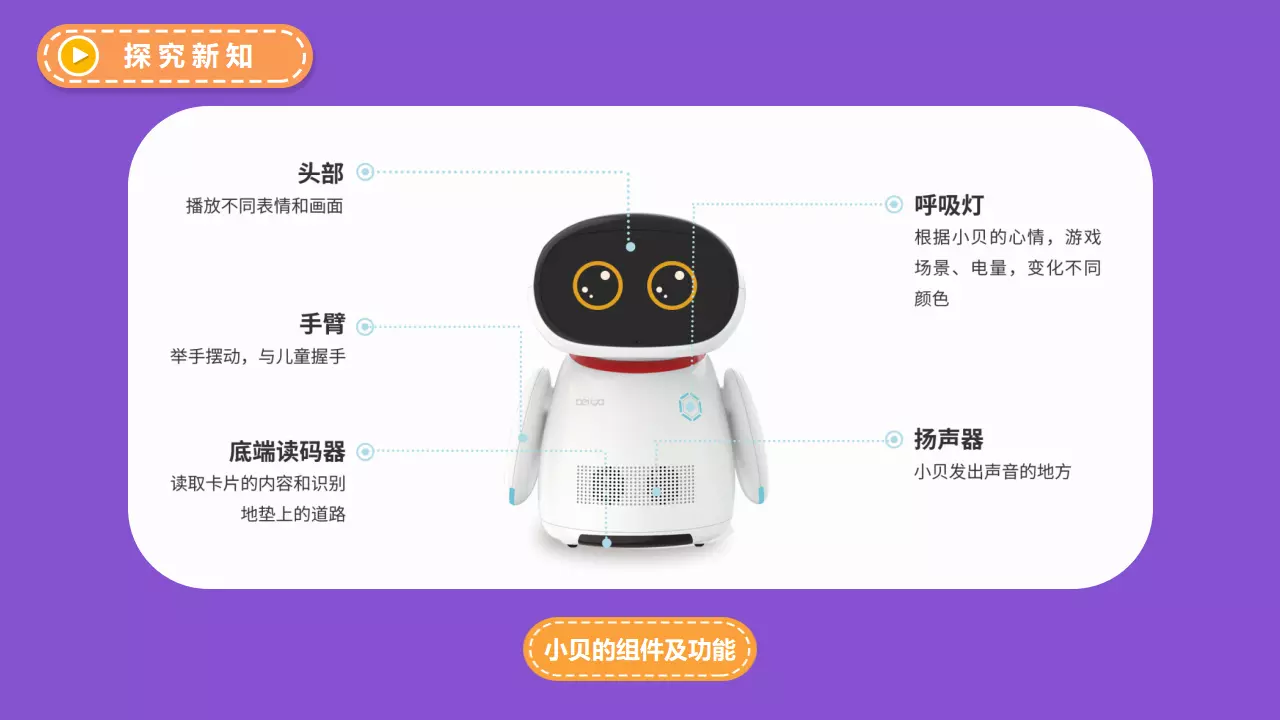 探究新知
头部
播放不同表情和画面
手臂
举手摆动，与儿童握手
底端读码器
读取卡片的内容和识别
地垫上的道路
呼吸灯
根据小贝的心情，游戏
场景、电量，变化不同
颜色
扬声器
小贝发出声音的地方
小贝的组件及功能